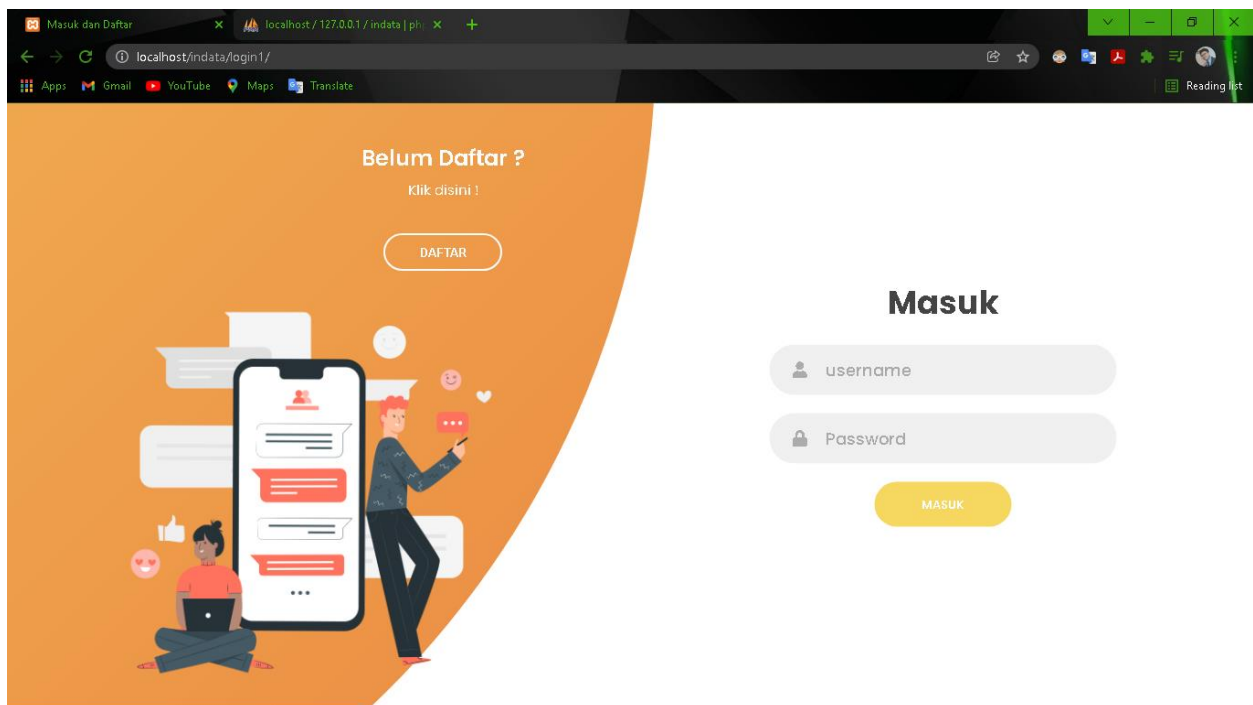 Masuk dan Daftar
localhost / 127.0.0.1 / indata | ph
localhost/indata/login1/
Apps Gmail YouTube Maps Translate
Reading list
Belum Daftar ?
Klik disini !
DAFTAR
Masuk
username
Password
MASUK